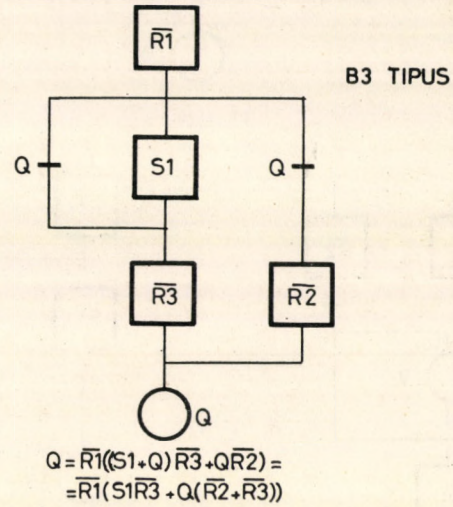 R̅1̅
B3 TIPUS
Q
S1
Q
R̅3̅
R̅2̅
Q
Q = R̅1̅((S1+Q) R̅3̅ + QR̅2̅) =
= R̅1̅(S1R̅3̅ + Q(R̅2̅+R̅3̅))